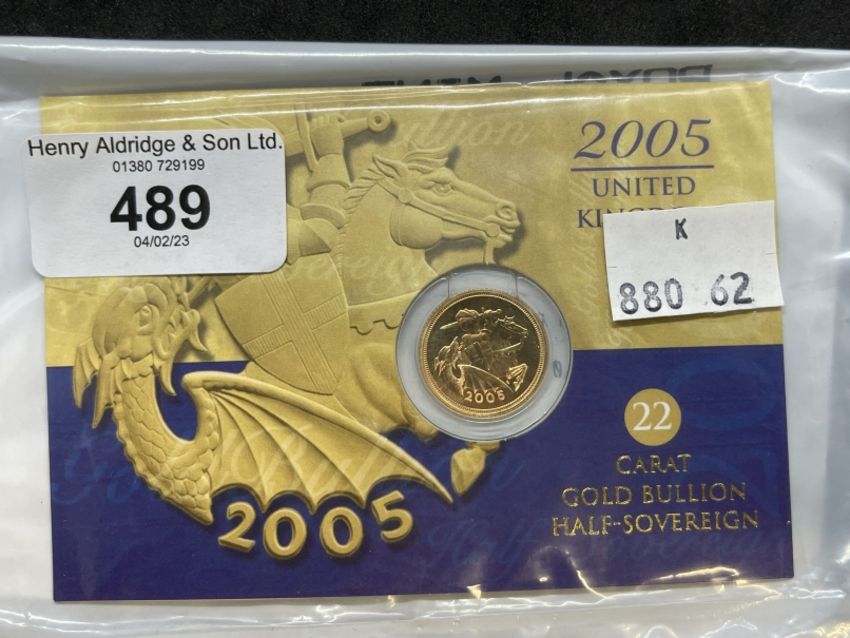 Henry Aldridge & Son Ltd.
01380 729199
489
04/02/23
2005
UNITED
K
880 62
2005
22
CARAT
GOLD BULLION
HALF-SOVEREIGN
2005